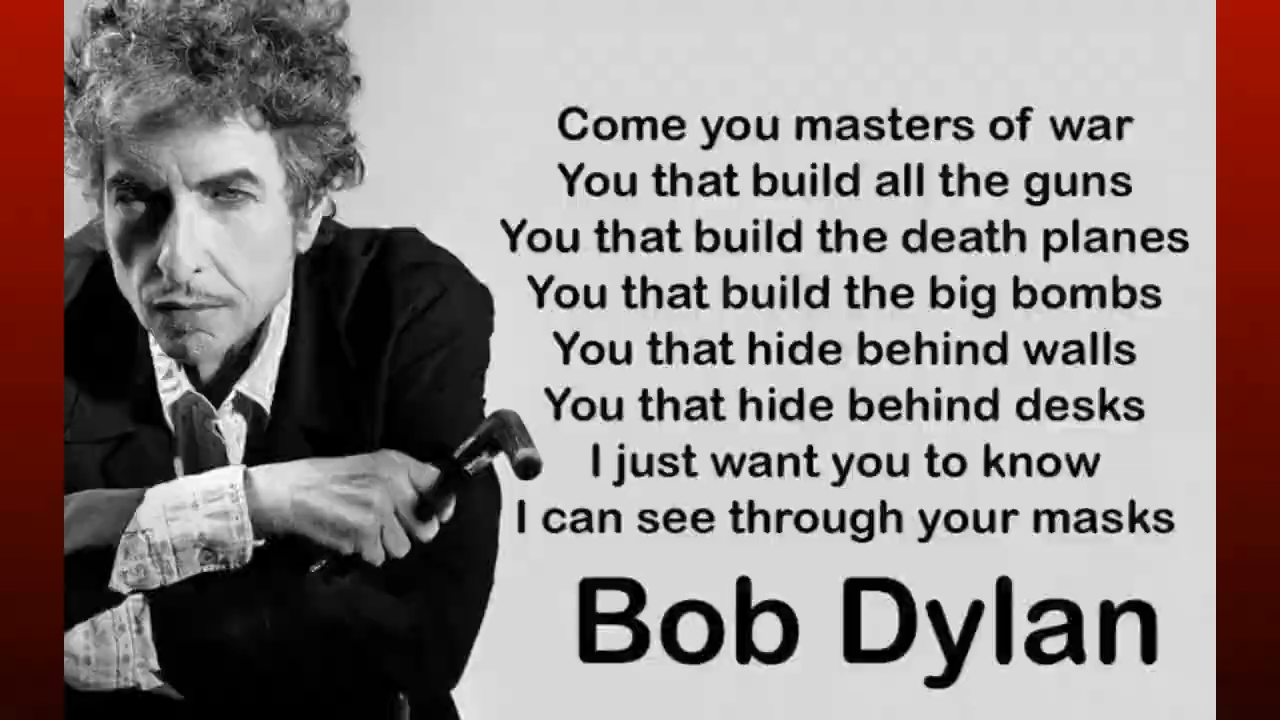 Come you masters of war
You that build all the guns
You that build the death planes
You that build the big bombs
You that hide behind walls
You that hide behind desks
I just want you to know
I can see through your masks
Bob Dylan